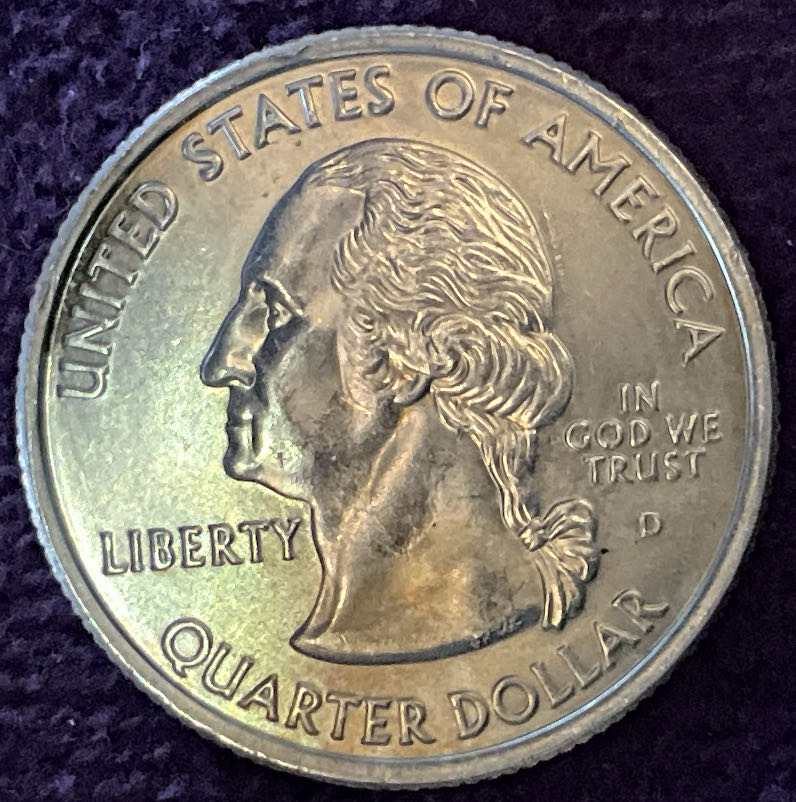 UNITED STATES OF AMERICA
IN
GOD WE
TRUST
D
LIBERTY
QUARTER DOLLAR